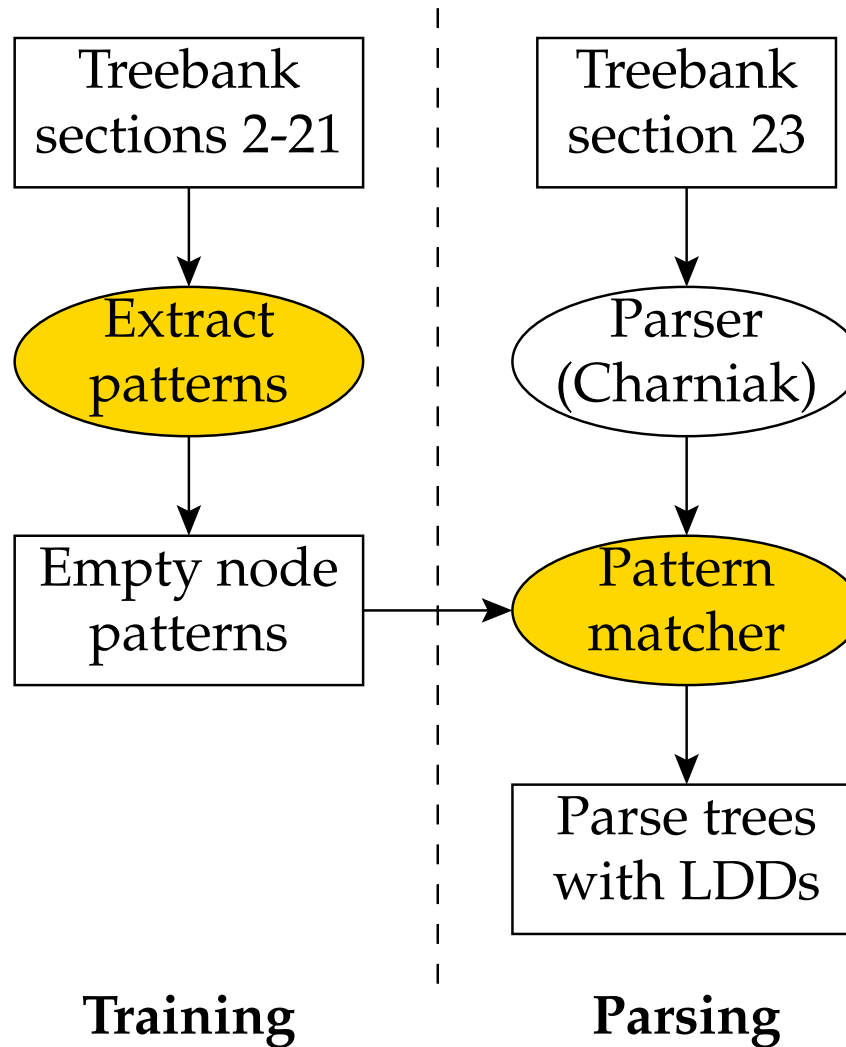 Treebank
sections 2-21
Extract
patterns
Empty node
patterns
Training
Treebank
section 23
Parser
(Charniak)
Pattern
matcher
Parse trees
with LDDs
Parsing